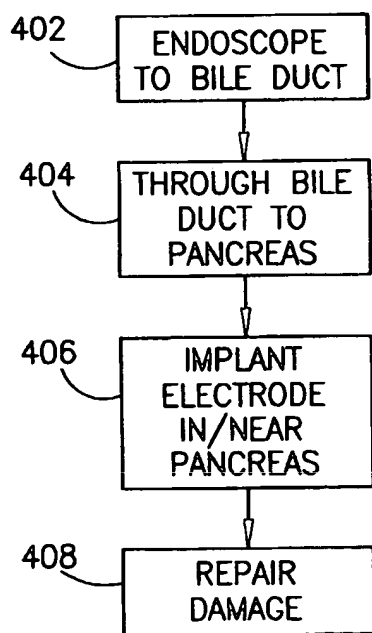 402
ENDOSCOPE
TO BILE DUCT
404
THROUGH BILE
DUCT TO
PANCREAS
406
IMPLANT
ELECTRODE
IN/NEAR
PANCREAS
408
REPAIR
DAMAGE